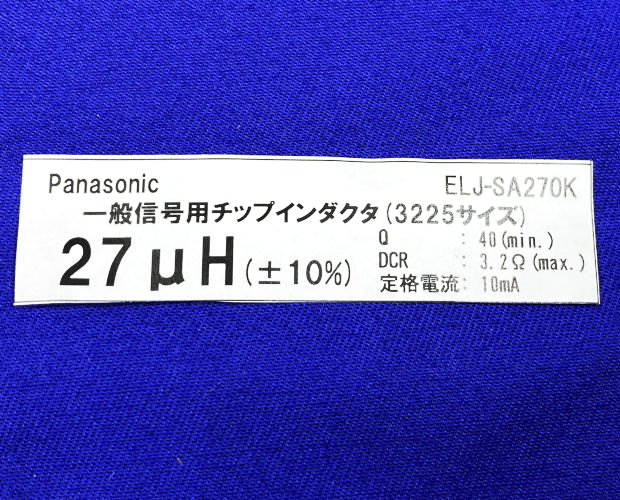 Panasonic ELJ-SA270K
一般信号用チップインダクタ(3225サイズ)
27μH(±10%)
Q : 40(min.)
DCR : 3.2Ω(max.)
定格電流: 10mA